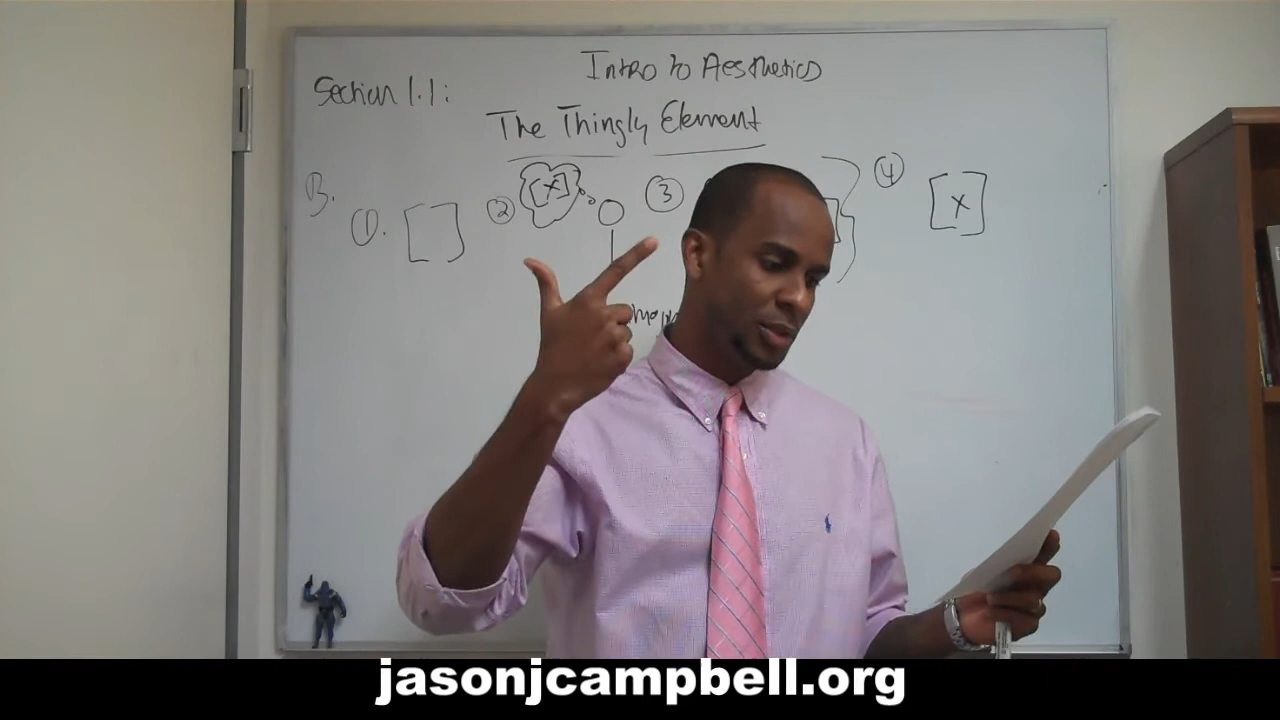 Intro to Aesthetics
Section 1.1:
The Thingly Element
B.
1. 2 X 3 4 X
jasonjcampbell.org